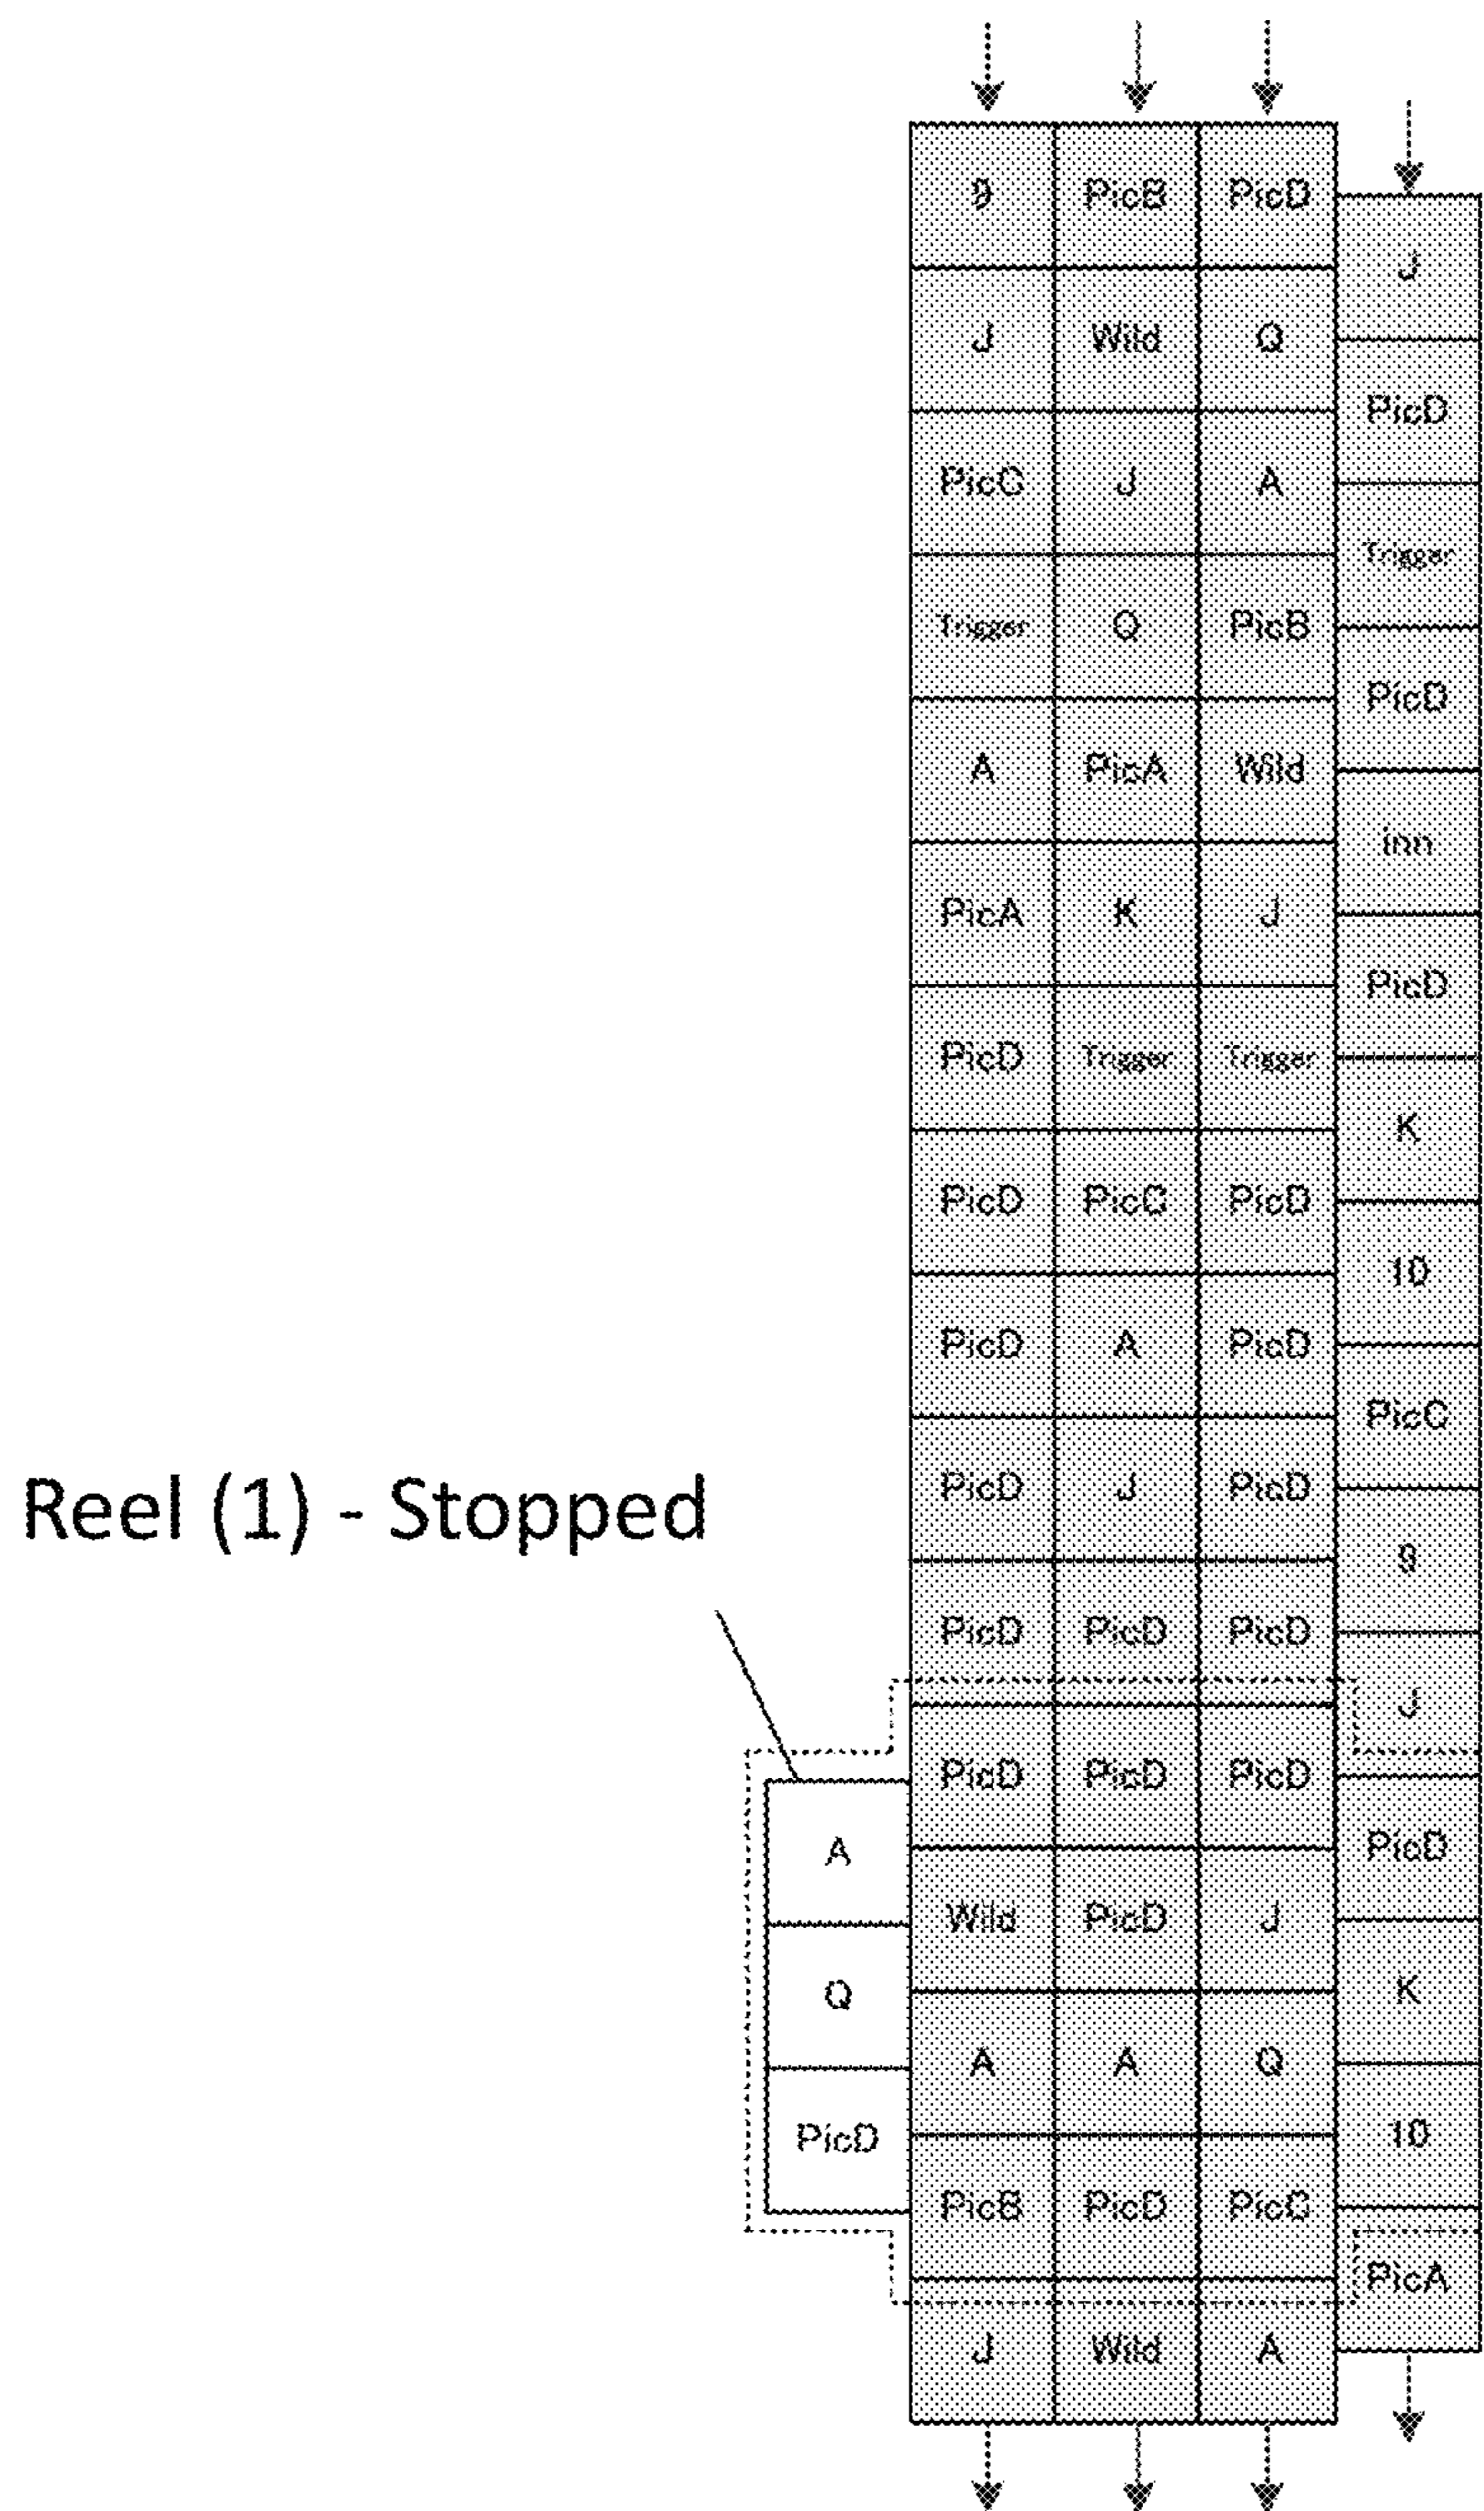 9 PicB PicD
J
J Wild Q
PicD
PicC J A
Trigger
Trigger Q PicB
PicD
A PicA Wild
inn
PicA K J
PicD
PicD Trigger Trigger
K
PicD PicC PicD
10
PicD A PicD
PicC
Reel (1) - Stopped
PicD J PicD
9
PicD PicD PicD
J
PicD PicD PicD
A
PicD
Wild PicD J
Q
K
A A Q
PicD
10
PicB PicD PicC
PicA
J Wild A